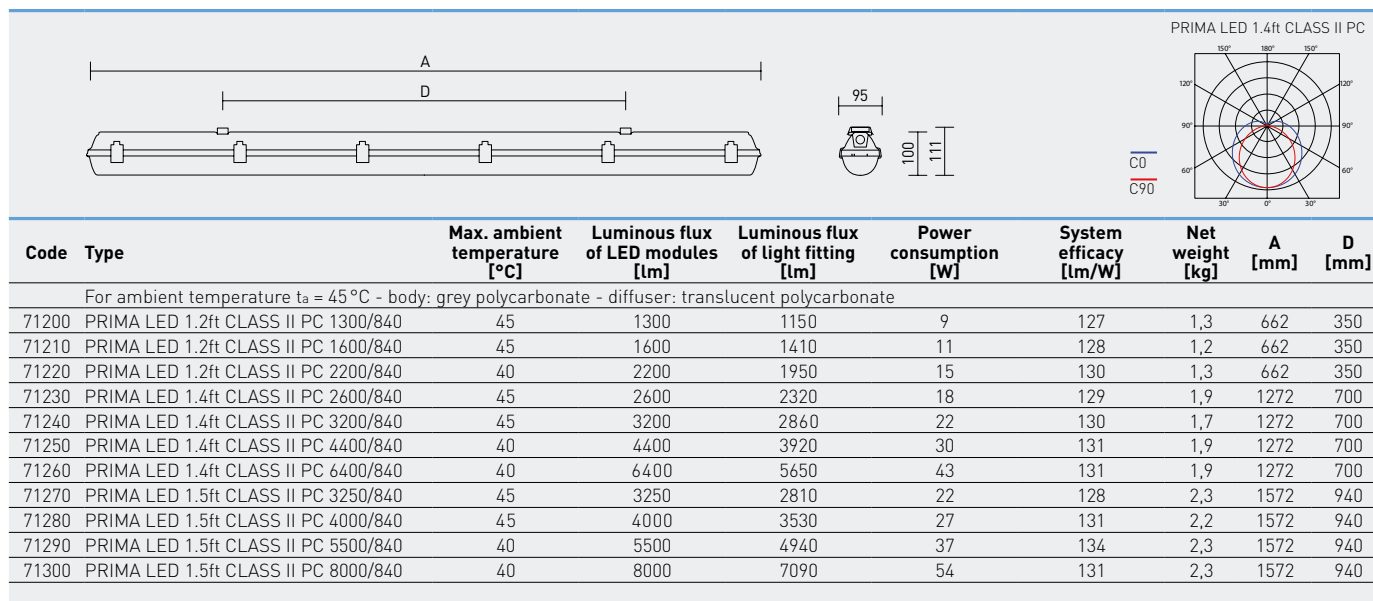 PRIMA LED 1.4ft CLASS II PC
150° 180° 150°
120° 120°
90° 90°
60° 60°
30° 0° 30°
C0
C90
A
D
95
100
111
Code Type Max. ambient temperature [°C] Luminous flux of LED modules [lm] Luminous flux of light fitting [lm] Power consumption [W] System efficacy [lm/W] Net weight [kg] A [mm] D [mm]
For ambient temperature ta = 45°C - body: grey polycarbonate - diffuser: translucent polycarbonate
71200 PRIMA LED 1.2ft CLASS II PC 1300/840 45 1300 1150 9 127 1,3 662 350
71210 PRIMA LED 1.2ft CLASS II PC 1600/840 45 1600 1410 11 128 1,2 662 350
71220 PRIMA LED 1.2ft CLASS II PC 2200/840 40 2200 1950 15 130 1,3 662 350
71230 PRIMA LED 1.4ft CLASS II PC 2600/840 45 2600 2320 18 129 1,9 1272 700
71240 PRIMA LED 1.4ft CLASS II PC 3200/840 45 3200 2860 22 130 1,7 1272 700
71250 PRIMA LED 1.4ft CLASS II PC 4400/840 40 4400 3920 30 131 1,9 1272 700
71260 PRIMA LED 1.4ft CLASS II PC 6400/840 40 6400 5650 43 131 1,9 1272 700
71270 PRIMA LED 1.5ft CLASS II PC 3250/840 45 3250 2810 22 128 2,3 1572 940
71280 PRIMA LED 1.5ft CLASS II PC 4000/840 45 4000 3530 27 131 2,2 1572 940
71290 PRIMA LED 1.5ft CLASS II PC 5500/840 40 5500 4940 37 134 2,3 1572 940
71300 PRIMA LED 1.5ft CLASS II PC 8000/840 40 8000 7090 54 131 2,3 1572 940